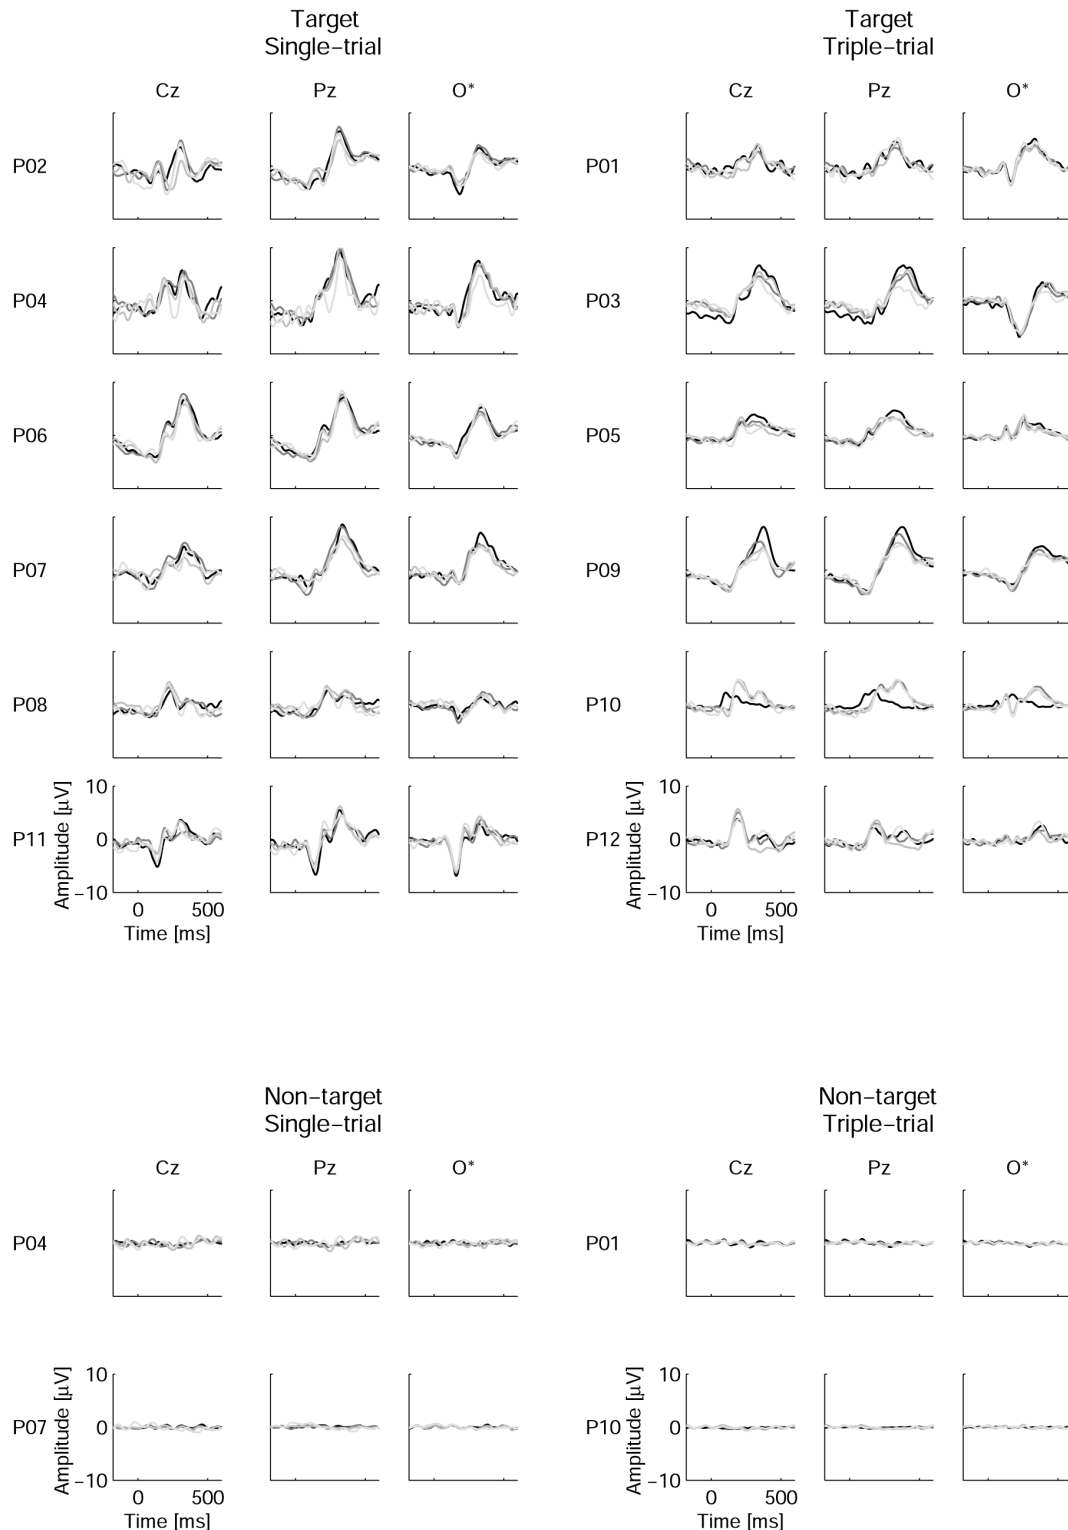 Target
Single−trial
Target
Triple−trial
Cz Pz O* Cz Pz O*
P02 P01
P04 P03
P06 P05
P07 P09
P08 P10
P11 P12
Amplitude [μV]
10
0
−10
0 500
Time [ms]
Amplitude [μV]
10
0
−10
0 500
Time [ms]
Non−target
Single−trial
Non−target
Triple−trial
Cz Pz O* Cz Pz O*
P04 P01
P07 P10
Amplitude [μV]
10
0
−10
0 500
Time [ms]
Amplitude [μV]
10
0
−10
0 500
Time [ms]